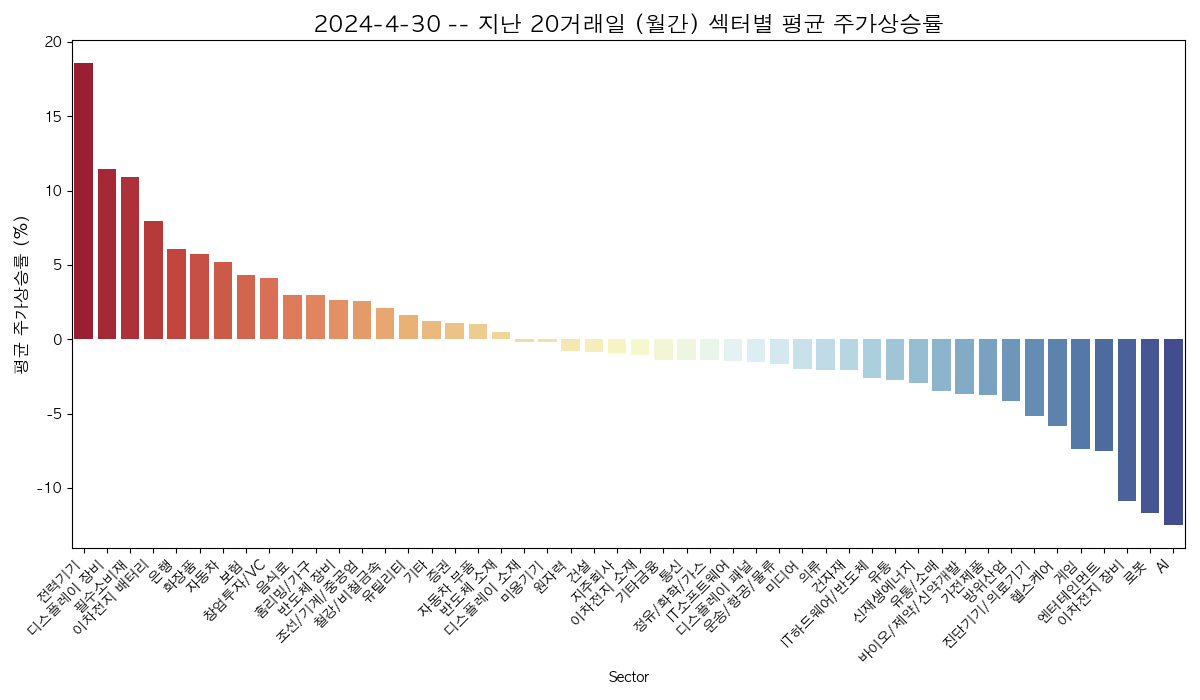 2024-4-30 -- 지난 20거래일 (월간) 섹터별 평균 주가상승률
평균 주가상승률 (%)
20
15
10
5
0
-5
-10
전력기기
디스플레이 장비
필수소비재
이차전지 배터리
은행
화장품
자동차
보험
창업투자/VC
음식료
홈리빙/가구
반도체 장비
조선/기계/중공업
철강/비철금속
유틸리티
기타
증권
자동차 부품
반도체 소재
디스플레이 소재
미용기기
원자력
건설
지주회사
이차전지 소재
기타금융
통신
정유/화학/가스
IT소프트웨어
디스플레이 패널
운송/항공/물류
미디어
의류
건자재
IT하드웨어/반도체
유통
신재생에너지
유통/소매
바이오/제약/신약개발
가전제품
방위산업
진단기기/의료기기
헬스케어
게임
엔터테인먼트
이차전지 장비
로봇
AI
Sector